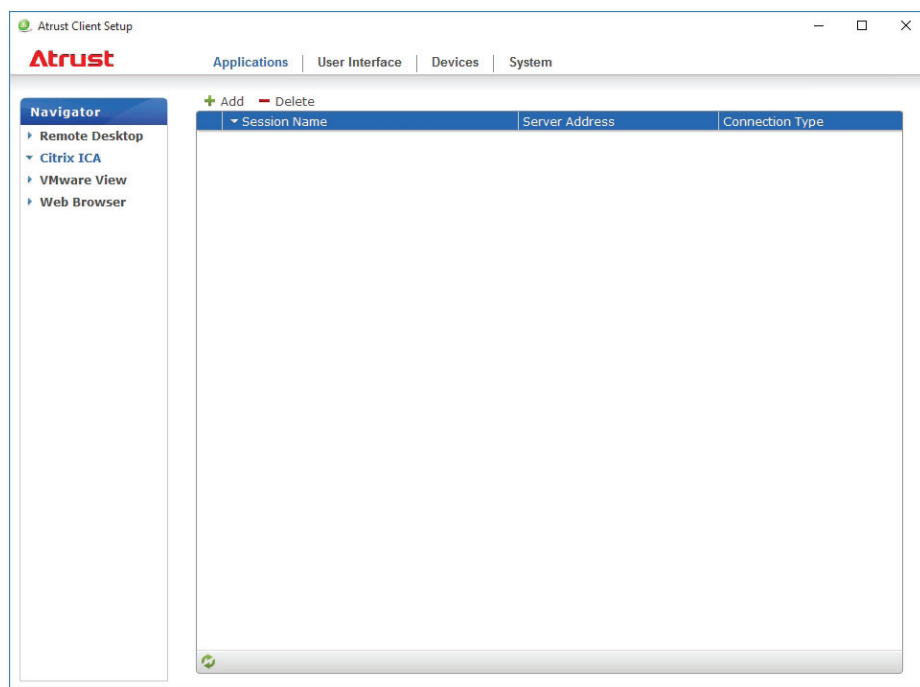 Atrust Client Setup
Atrust
Applications User Interface Devices System
Navigator
Remote Desktop
Citrix ICA
VMware View
Web Browser
Add Delete
Session Name Server Address Connection Type